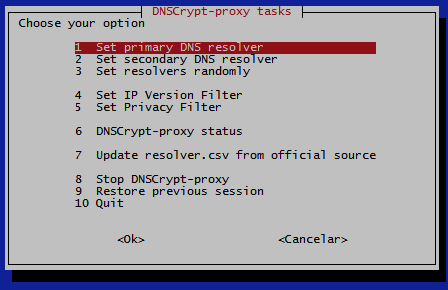 DNSCrypt-proxy tasks
Choose your option
1 Set primary DNS resolver
2 Set secondary DNS resolver
3 Set resolvers randomly
4 Set IP Version Filter
5 Set Privacy Filter
6 DNSCrypt-proxy status
7 Update resolver.csv from official source
8 Stop DNSCrypt-proxy
9 Restore previous session
10 Quit
<Ok> <Cancelar>